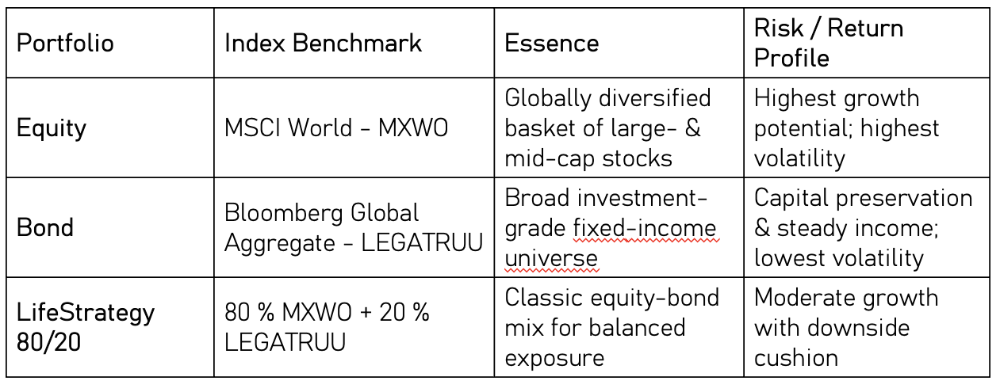 Portfolio
Index Benchmark
Essence
Risk / Return
Profile
Equity
MSCI World - MXWO
Globally diversified
basket of large- &
mid-cap stocks
Highest growth
potential; highest
volatility
Bond
Bloomberg Global
Aggregate - LEGATRUU
Broad investment-
grade fixed-income
universe
Capital preservation
& steady income;
lowest volatility
LifeStrategy
80/20
80 % MXWO + 20 %
LEGATRUU
Classic equity-bond
mix for balanced
exposure
Moderate growth
with downside
cushion